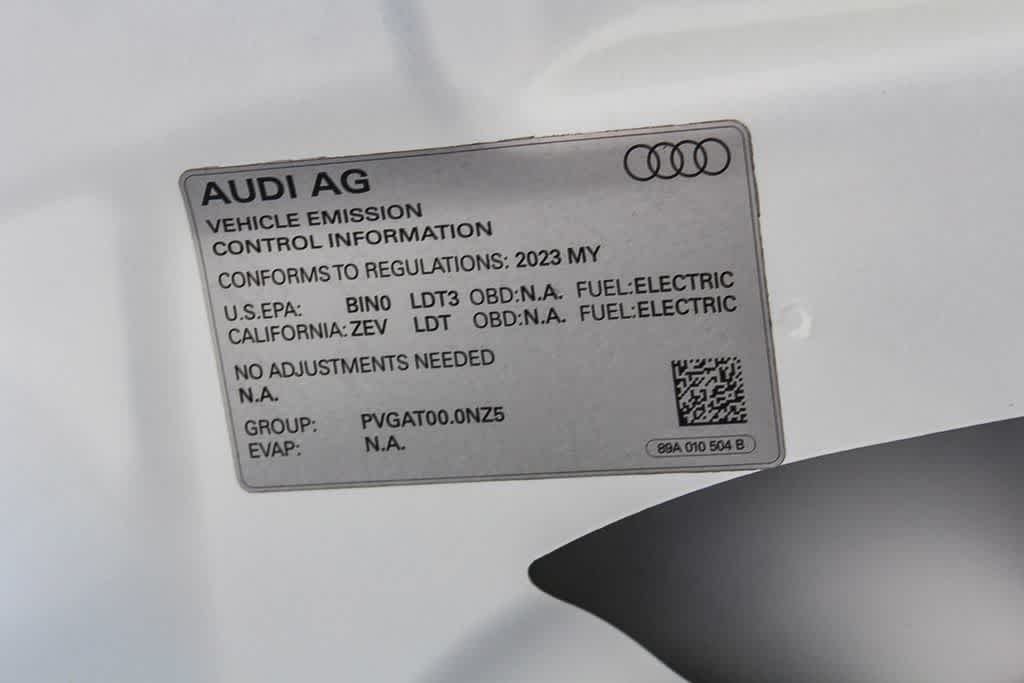 AUDI AG
VEHICLE EMISSION
CONTROL INFORMATION
CONFORMS TO REGULATIONS: 2023 MY
U.S.EPA: BIN0 LDT3 OBD:N.A. FUEL:ELECTRIC
CALIFORNIA: ZEV LDT OBD:N.A. FUEL:ELECTRIC
NO ADJUSTMENTS NEEDED
N.A.
GROUP: PVGAT00.0NZ5
EVAP: N.A.
89A 010 504 B